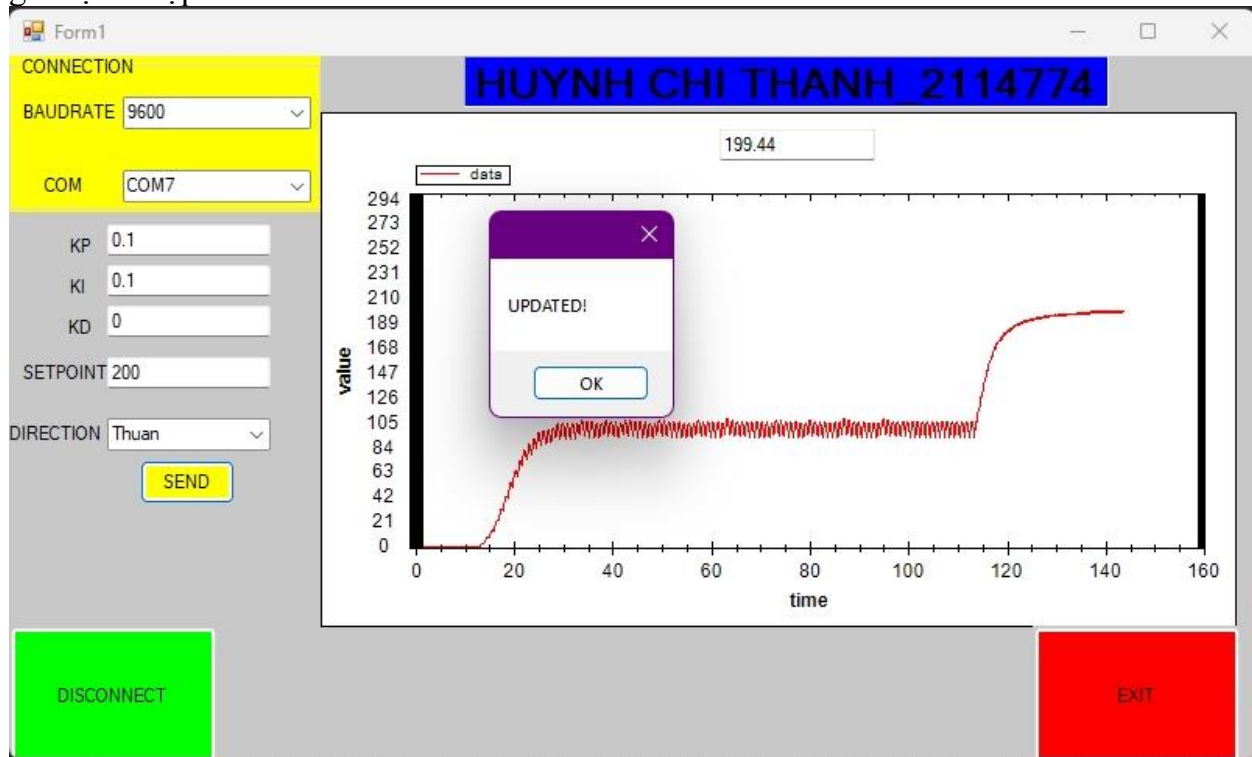 Form1
CONNECTION
HUYNH CHI THANH_2114774
BAUDRATE 9600
COM COM7
KP 0.1
KI 0.1
KD 0
SETPOINT 200
DIRECTION Thuan
SEND
199.44
data
294
273
252
231
210
189
168
147
126
105
84
63
42
21
0
value
UPDATED!
OK
0 20 40 60 80 100 120 140 160
time
DISCONNECT
EXIT